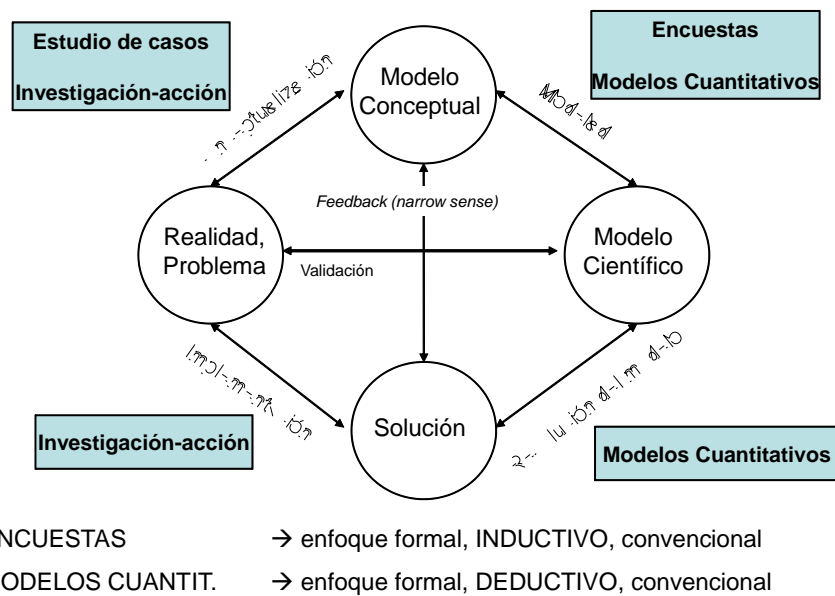 Estudio de casos
Investigación-acción
Encuestas
Modelos Cuantitativos
Modelo
Conceptual
Feedback (narrow sense)
Realidad,
Problema
Modelo
Científico
Validación
Solución
Investigación-acción
Modelos Cuantitativos
NCUESTAS → enfoque formal, INDUCTIVO, convencional
ODELOS CUANTIT. → enfoque formal, DEDUCTIVO, convencional